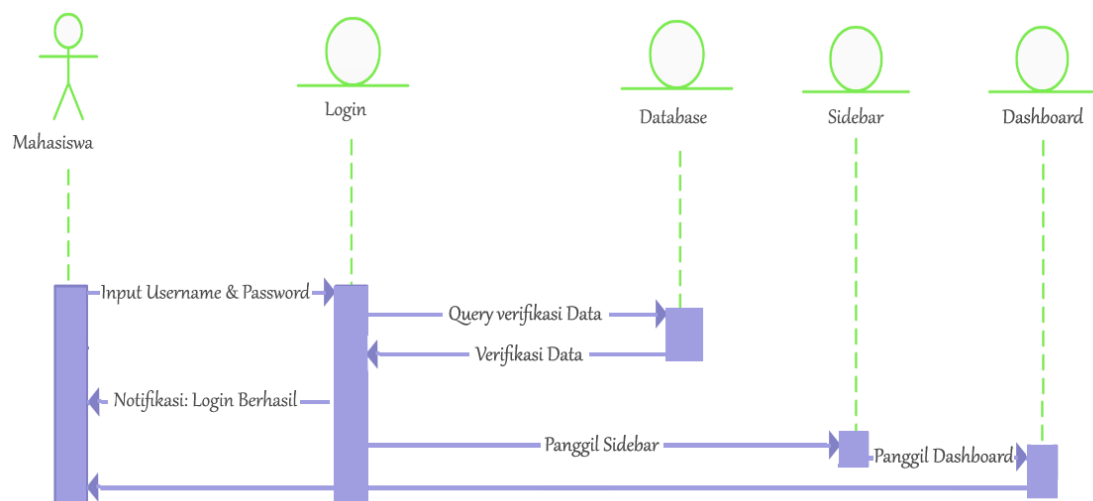 Mahasiswa
Login
Database
Sidebar
Dashboard
Input Username & Password
Query verifikasi Data
Verifikasi Data
Notifikasi: Login Berhasil
Panggil Sidebar
Panggil Dashboard